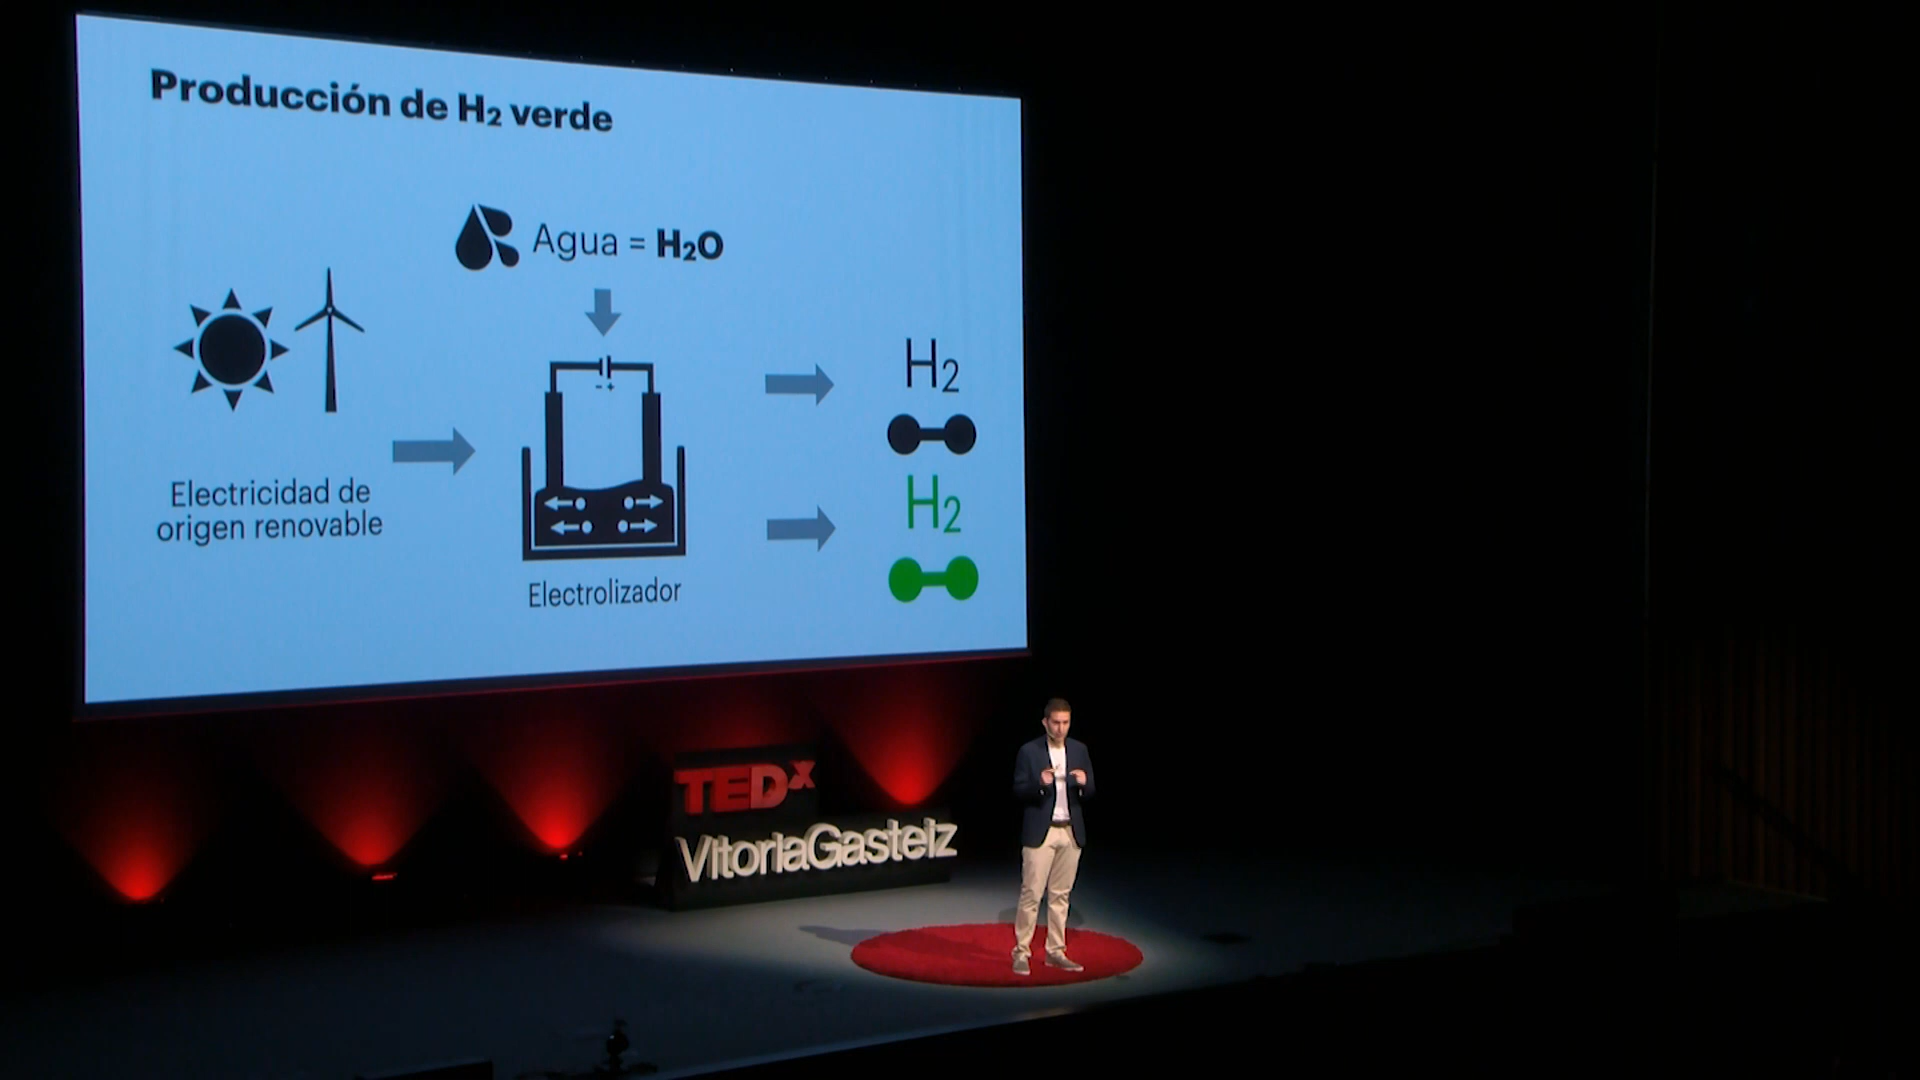 Producción de H₂ verde
Agua = H₂O
- +
Electricidad de
origen renovable
Electrolizador
H₂
H₂
TEDx
VitoriaGasteiz